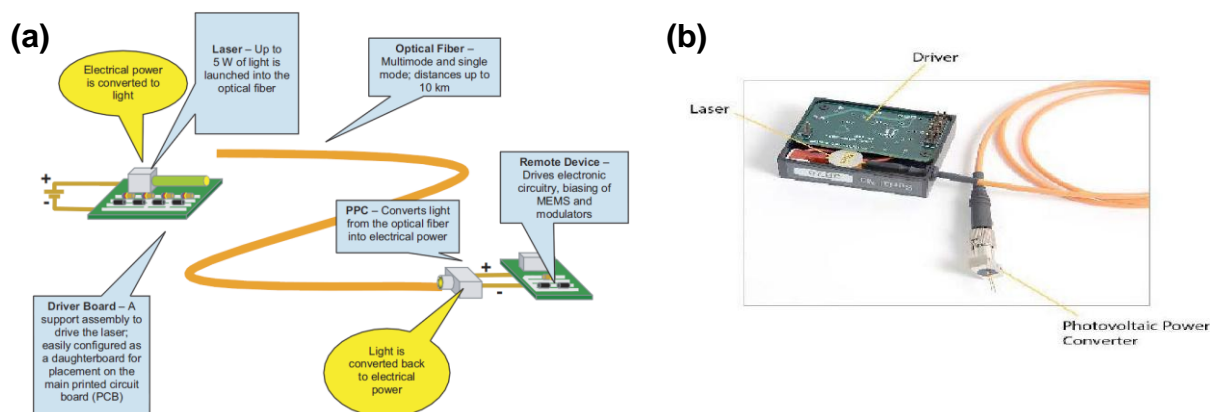 (a)
Electrical power
is converted to
light
Laser – Up to
5 W of light is
launched into the
optical fiber
Optical Fiber –
Multimode and single
mode; distances up to
10 km
Remote Device –
Drives electronic
circuitry, biasing of
MEMS and
modulators
PPC – Converts light
from the optical fiber
into electrical power
+
-
+
-
Driver Board – A
support assembly to
drive the laser;
easily configured as
a daughterboard for
placement on the
main printed circuit
board (PCB)
Light is
converted back
to electrical
power
(b)
Driver
Laser
Photovoltaic Power
Converter